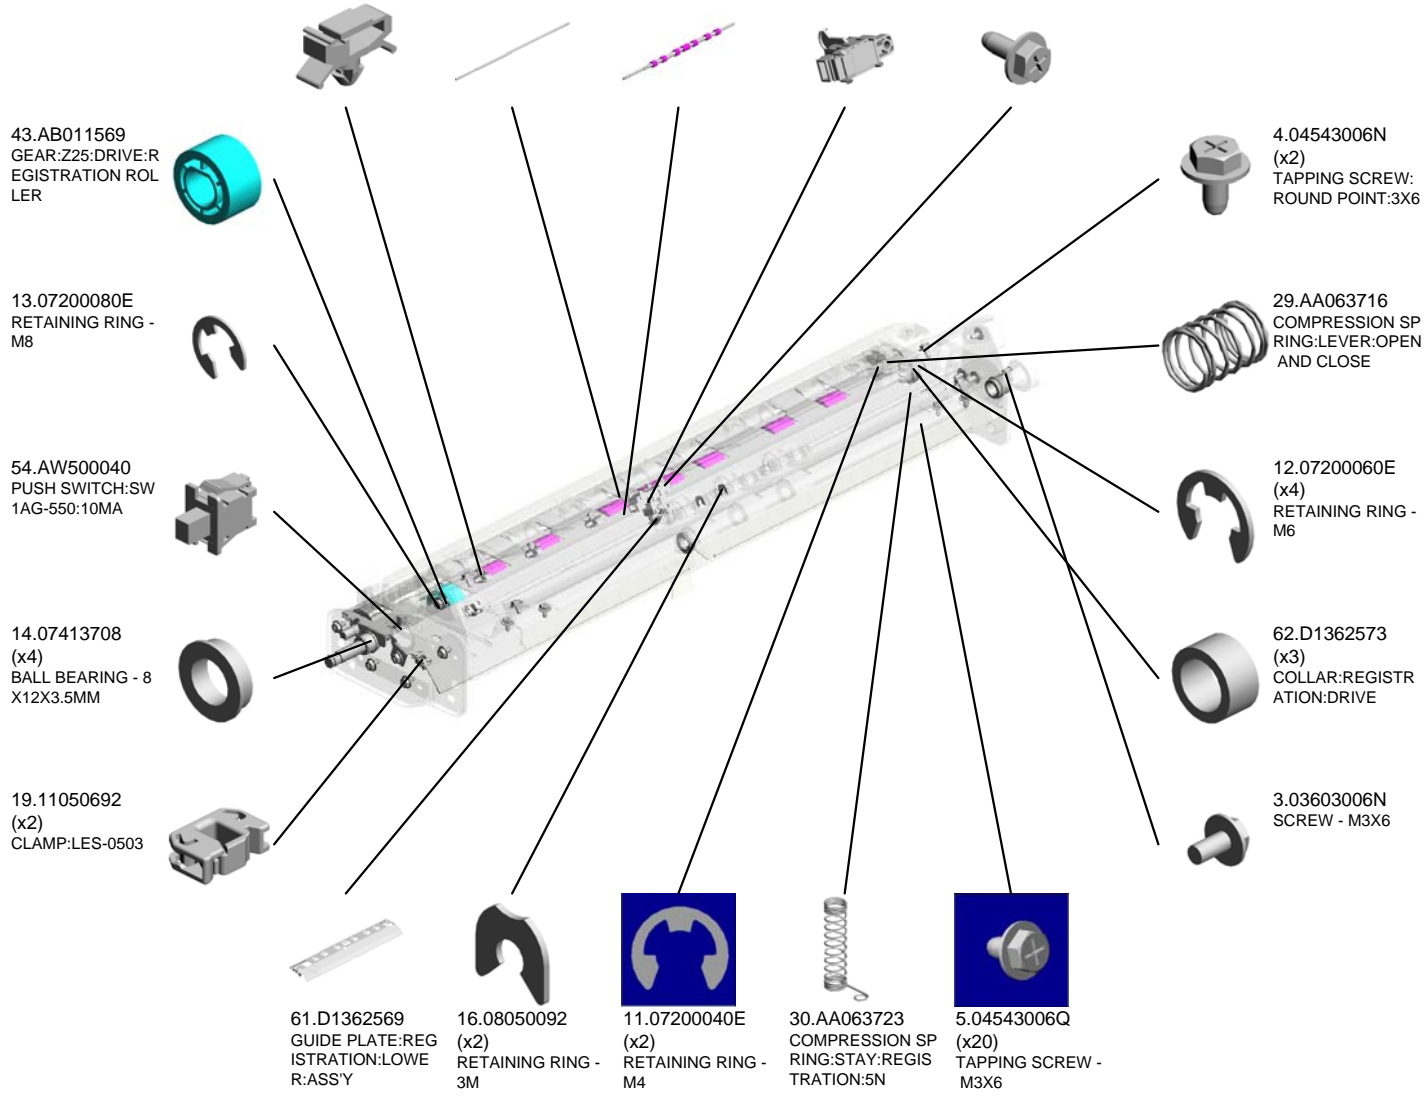 43.AB011569
GEAR:Z25:DRIVE:R
EGISTRATION ROL
LER
13.07200080E
RETAINING RING -
M8
54.AW500040
PUSH SWITCH:SW
1AG-550:10MA
14.07413708
(x4)
BALL BEARING - 8
X12X3.5MM
19.11050692
(x2)
CLAMP:LES-0503
4.04543006N
(x2)
TAPPING SCREW:
ROUND POINT:3X6
29.AA063716
COMPRESSION SP
RING:LEVER:OPEN
AND CLOSE
12.07200060E
(x4)
RETAINING RING -
M6
62.D1362573
(x3)
COLLAR:REGISTR
ATION:DRIVE
3.03603006N
SCREW - M3X6
61.D1362569
GUIDE PLATE:REG
ISTRATION:LOWE
R:ASS'Y
16.08050092
(x2)
RETAINING RING -
3M
11.07200040E
(x2)
RETAINING RING -
M4
30.AA063723
COMPRESSION SP
RING:STAY:REGIS
TRATION:5N
5.04543006Q
(x20)
TAPPING SCREW -
M3X6